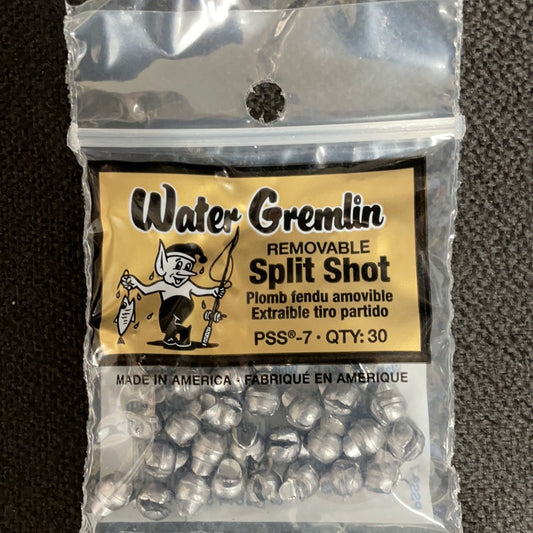 Water Gremlin
REMOVABLE
Split Shot
Plomb fendu amovible
Extraible tiro partido
PSS®-7 · QTY: 30
MADE IN AMERICA · FABRIQUÉ EN AMÉRIQUE